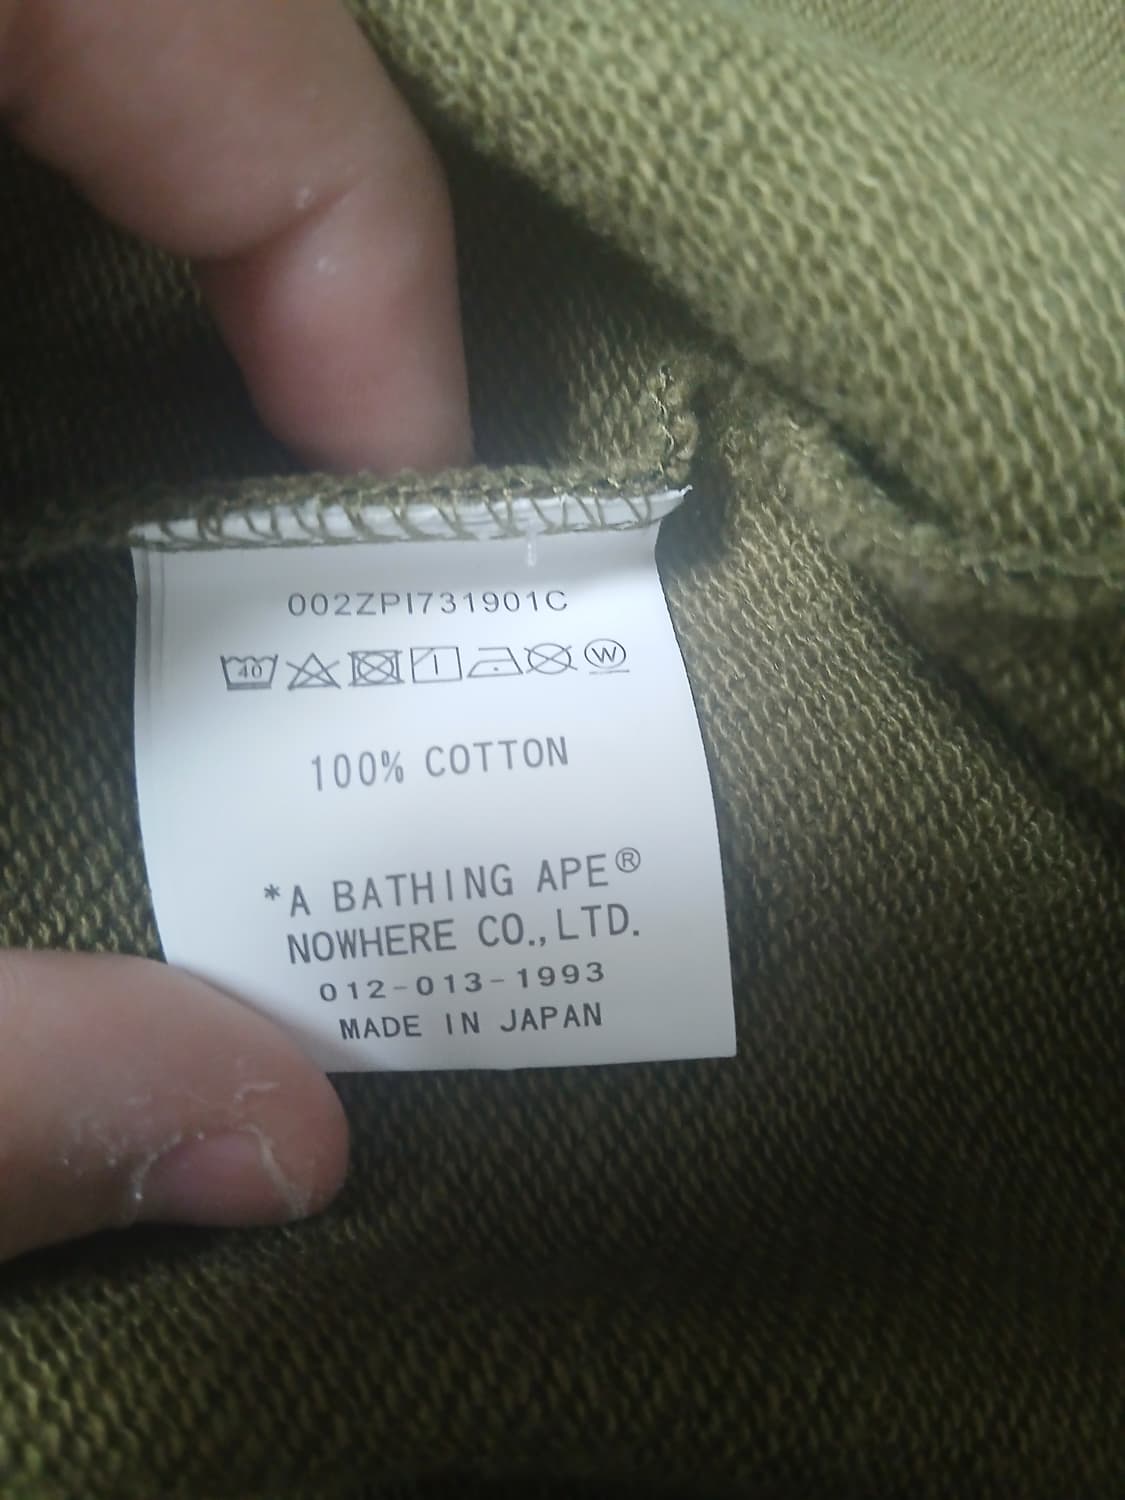 002ZPI731901C
40 W
100% COTTON
*A BATHING APE®
NOWHERE CO.,LTD.
012-013-1993
MADE IN JAPAN